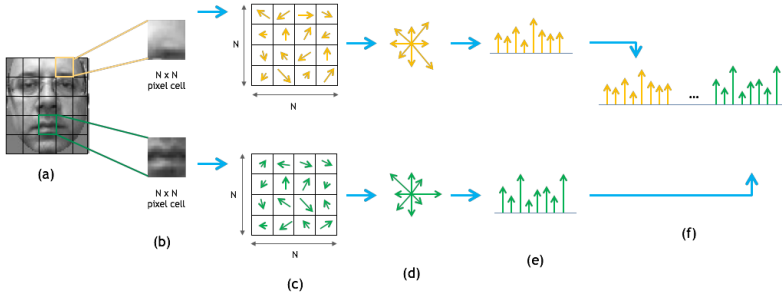 N
N x N
pixel cell
N
...
N
N x N
pixel cell
N
(a)
(b)
(c)
(d)
(e)
(f)